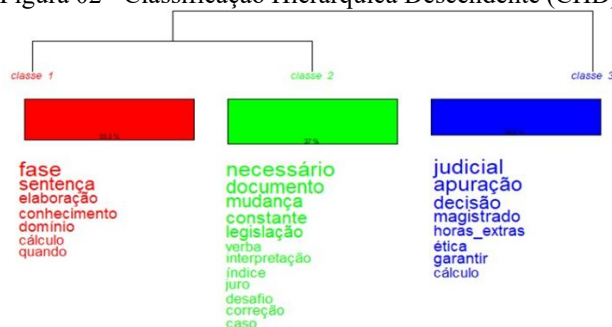 Figura 02 - Classificação Hierárquica Descendente (CHD)
classe 1
classe 2
classe 3
37 %
fase
sentença
elaboração
conhecimento
domínio
cálculo
quando
necessário
documento
mudança
constante
legislação
verba
interpretação
índice
juro
desafio
correção
caso
judicial
apuração
decisão
magistrado
horas_extras
ética
garantir
cálculo